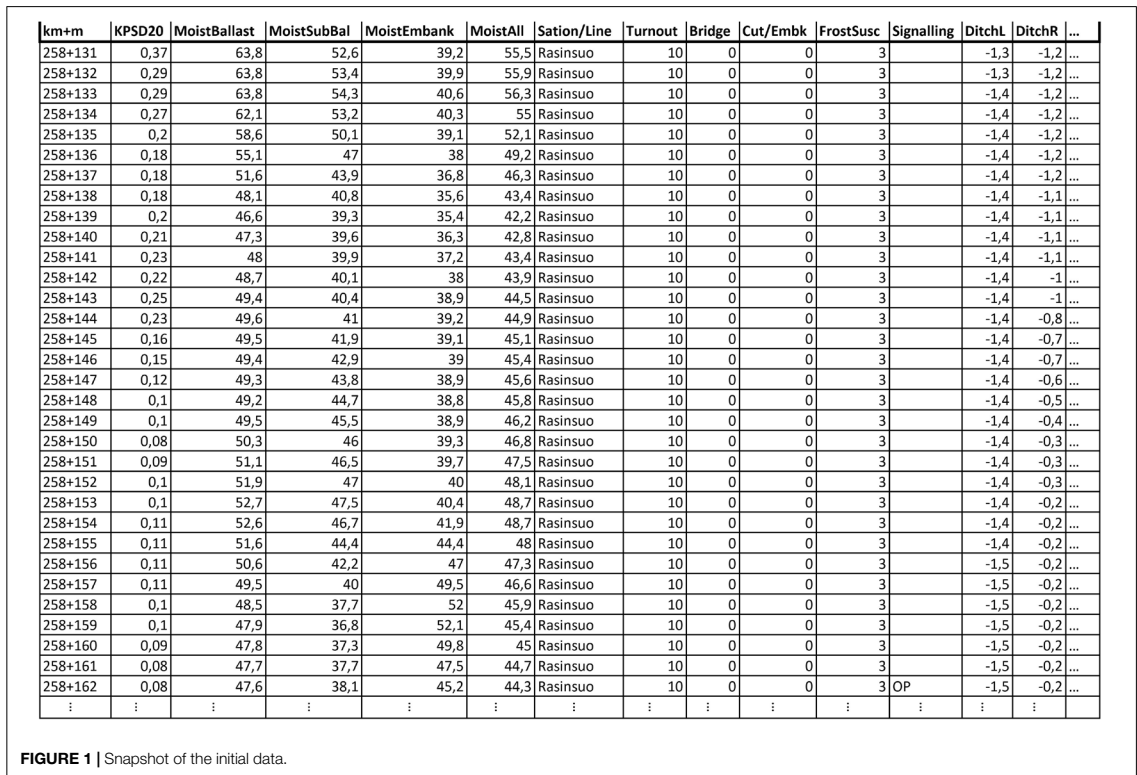 km+m KPSD20 MoistBallast MoistSubBal MoistEmbank MoistAll Sation/Line Turnout Bridge Cut/Embk FrostSusc Signalling DitchL DitchR ...
258+131 0,37 63,8 52,6 39,2 55,5 Rasinsuo 10 0 0 3 -1,3 -1,2 ...
258+132 0,29 63,8 53,4 39,9 55,9 Rasinsuo 10 0 0 3 -1,3 -1,2 ...
258+133 0,29 63,8 54,3 40,6 56,3 Rasinsuo 10 0 0 3 -1,4 -1,2 ...
258+134 0,27 62,1 53,2 40,3 55 Rasinsuo 10 0 0 3 -1,4 -1,2 ...
258+135 0,2 58,6 50,1 39,1 52,1 Rasinsuo 10 0 0 3 -1,4 -1,2 ...
258+136 0,18 55,1 47 38 49,2 Rasinsuo 10 0 0 3 -1,4 -1,2 ...
258+137 0,18 51,6 43,9 36,8 46,3 Rasinsuo 10 0 0 3 -1,4 -1,2 ...
258+138 0,18 48,1 40,8 35,6 43,4 Rasinsuo 10 0 0 3 -1,4 -1,1 ...
258+139 0,2 46,6 39,3 35,4 42,2 Rasinsuo 10 0 0 3 -1,4 -1,1 ...
258+140 0,21 47,3 39,6 36,3 42,8 Rasinsuo 10 0 0 3 -1,4 -1,1 ...
258+141 0,23 48 39,9 37,2 43,4 Rasinsuo 10 0 0 3 -1,4 -1,1 ...
258+142 0,22 48,7 40,1 38 43,9 Rasinsuo 10 0 0 3 -1,4 -1 ...
258+143 0,25 49,4 40,4 38,9 44,5 Rasinsuo 10 0 0 3 -1,4 -1 ...
258+144 0,23 49,6 41 39,2 44,9 Rasinsuo 10 0 0 3 -1,4 -0,8 ...
258+145 0,16 49,5 41,9 39,1 45,1 Rasinsuo 10 0 0 3 -1,4 -0,7 ...
258+146 0,15 49,4 42,9 39 45,4 Rasinsuo 10 0 0 3 -1,4 -0,7 ...
258+147 0,12 49,3 43,8 38,9 45,6 Rasinsuo 10 0 0 3 -1,4 -0,6 ...
258+148 0,1 49,2 44,7 38,8 45,8 Rasinsuo 10 0 0 3 -1,4 -0,5 ...
258+149 0,1 49,5 45,5 38,9 46,2 Rasinsuo 10 0 0 3 -1,4 -0,4 ...
258+150 0,08 50,3 46 39,3 46,8 Rasinsuo 10 0 0 3 -1,4 -0,3 ...
258+151 0,09 51,1 46,5 39,7 47,5 Rasinsuo 10 0 0 3 -1,4 -0,3 ...
258+152 0,1 51,9 47 40 48,1 Rasinsuo 10 0 0 3 -1,4 -0,3 ...
258+153 0,1 52,7 47,5 40,4 48,7 Rasinsuo 10 0 0 3 -1,4 -0,2 ...
258+154 0,11 52,6 46,7 41,9 48,7 Rasinsuo 10 0 0 3 -1,4 -0,2 ...
258+155 0,11 51,6 44,4 44,4 48 Rasinsuo 10 0 0 3 -1,4 -0,2 ...
258+156 0,11 50,6 42,2 47 47,3 Rasinsuo 10 0 0 3 -1,5 -0,2 ...
258+157 0,11 49,5 40 49,5 46,6 Rasinsuo 10 0 0 3 -1,5 -0,2 ...
258+158 0,1 48,5 37,7 52 45,9 Rasinsuo 10 0 0 3 -1,5 -0,2 ...
258+159 0,1 47,9 36,8 52,1 45,4 Rasinsuo 10 0 0 3 -1,5 -0,2 ...
258+160 0,09 47,8 37,3 49,8 45 Rasinsuo 10 0 0 3 -1,5 -0,2 ...
258+161 0,08 47,7 37,7 47,5 44,7 Rasinsuo 10 0 0 3 -1,5 -0,2 ...
258+162 0,08 47,6 38,1 45,2 44,3 Rasinsuo 10 0 0 3 OP -1,5 -0,2 ...
⋮ ⋮ ⋮ ⋮ ⋮ ⋮ ⋮ ⋮ ⋮ ⋮ ⋮ ⋮ ⋮ ⋮
FIGURE 1 | Snapshot of the initial data.